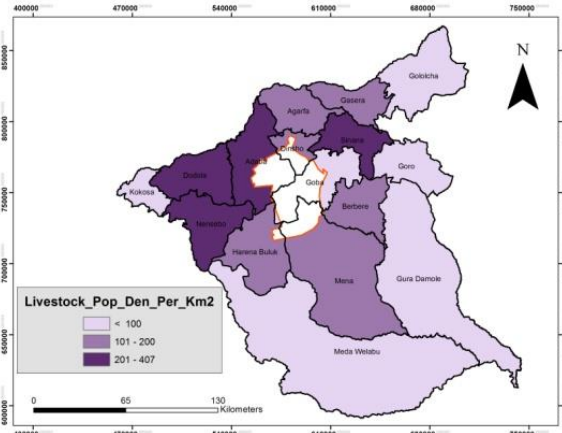 400000 470000 540000 610000 680000 750000
850000
800000
750000
700000
650000
600000
N
Gololcha
Gasera
Agarfa
Dinsho
Sinana
Adaba
Goro
Dodola
Goba
Kokosa
Berbere
Nensebo
Harena Buluk
Mena
Gura Damole
Meda Welabu
Livestock_Pop_Den_Per_Km2
< 100
101 - 200
201 - 407
0 65 130
Kilometers